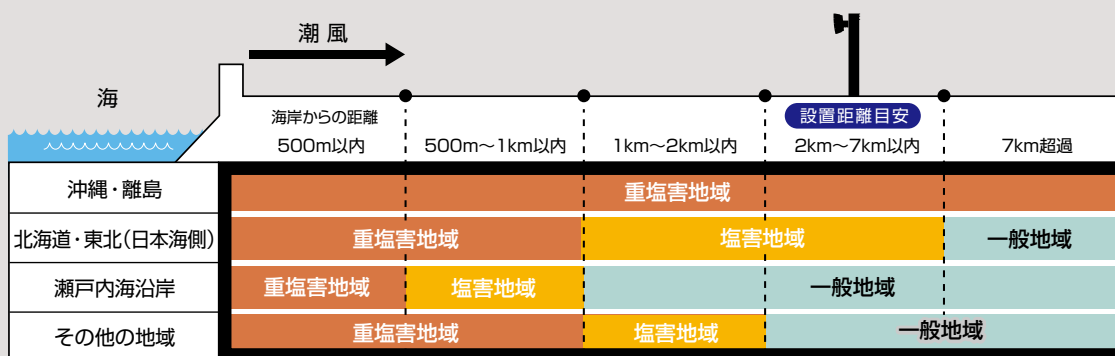 潮風
海
海岸からの距離
設置距離目安
500m以内
500m〜1km以内
1km〜2km以内
2km〜7km以内
7km超過
沖縄・離島
重塩害地域
北海道・東北(日本海側)
重塩害地域
塩害地域
一般地域
瀬戸内海沿岸
重塩害地域
塩害地域
一般地域
その他の地域
重塩害地域
塩害地域
一般地域